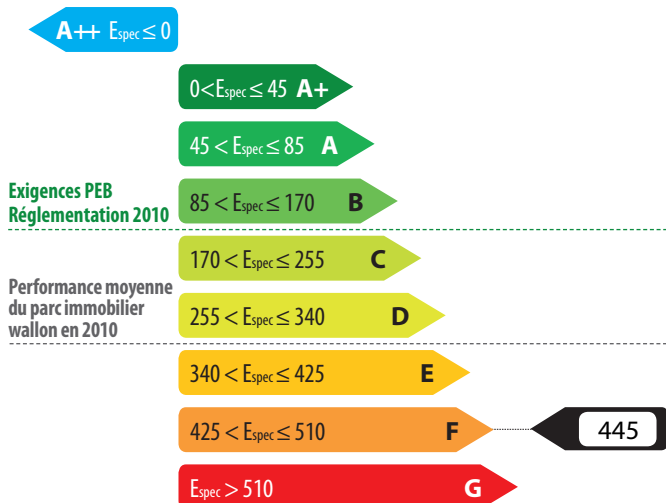 A++ Espec ≤ 0
0<Espec ≤ 45 A+
45 < Espec ≤ 85 A
Exigences PEB
Réglementation 2010
85 < Espec ≤ 170 B
170 < Espec ≤ 255 C
Performance moyenne
du parc immobilier
wallon en 2010
255 < Espec ≤ 340 D
340 < Espec ≤ 425 E
425 < Espec ≤ 510 F 445
Espec > 510 G